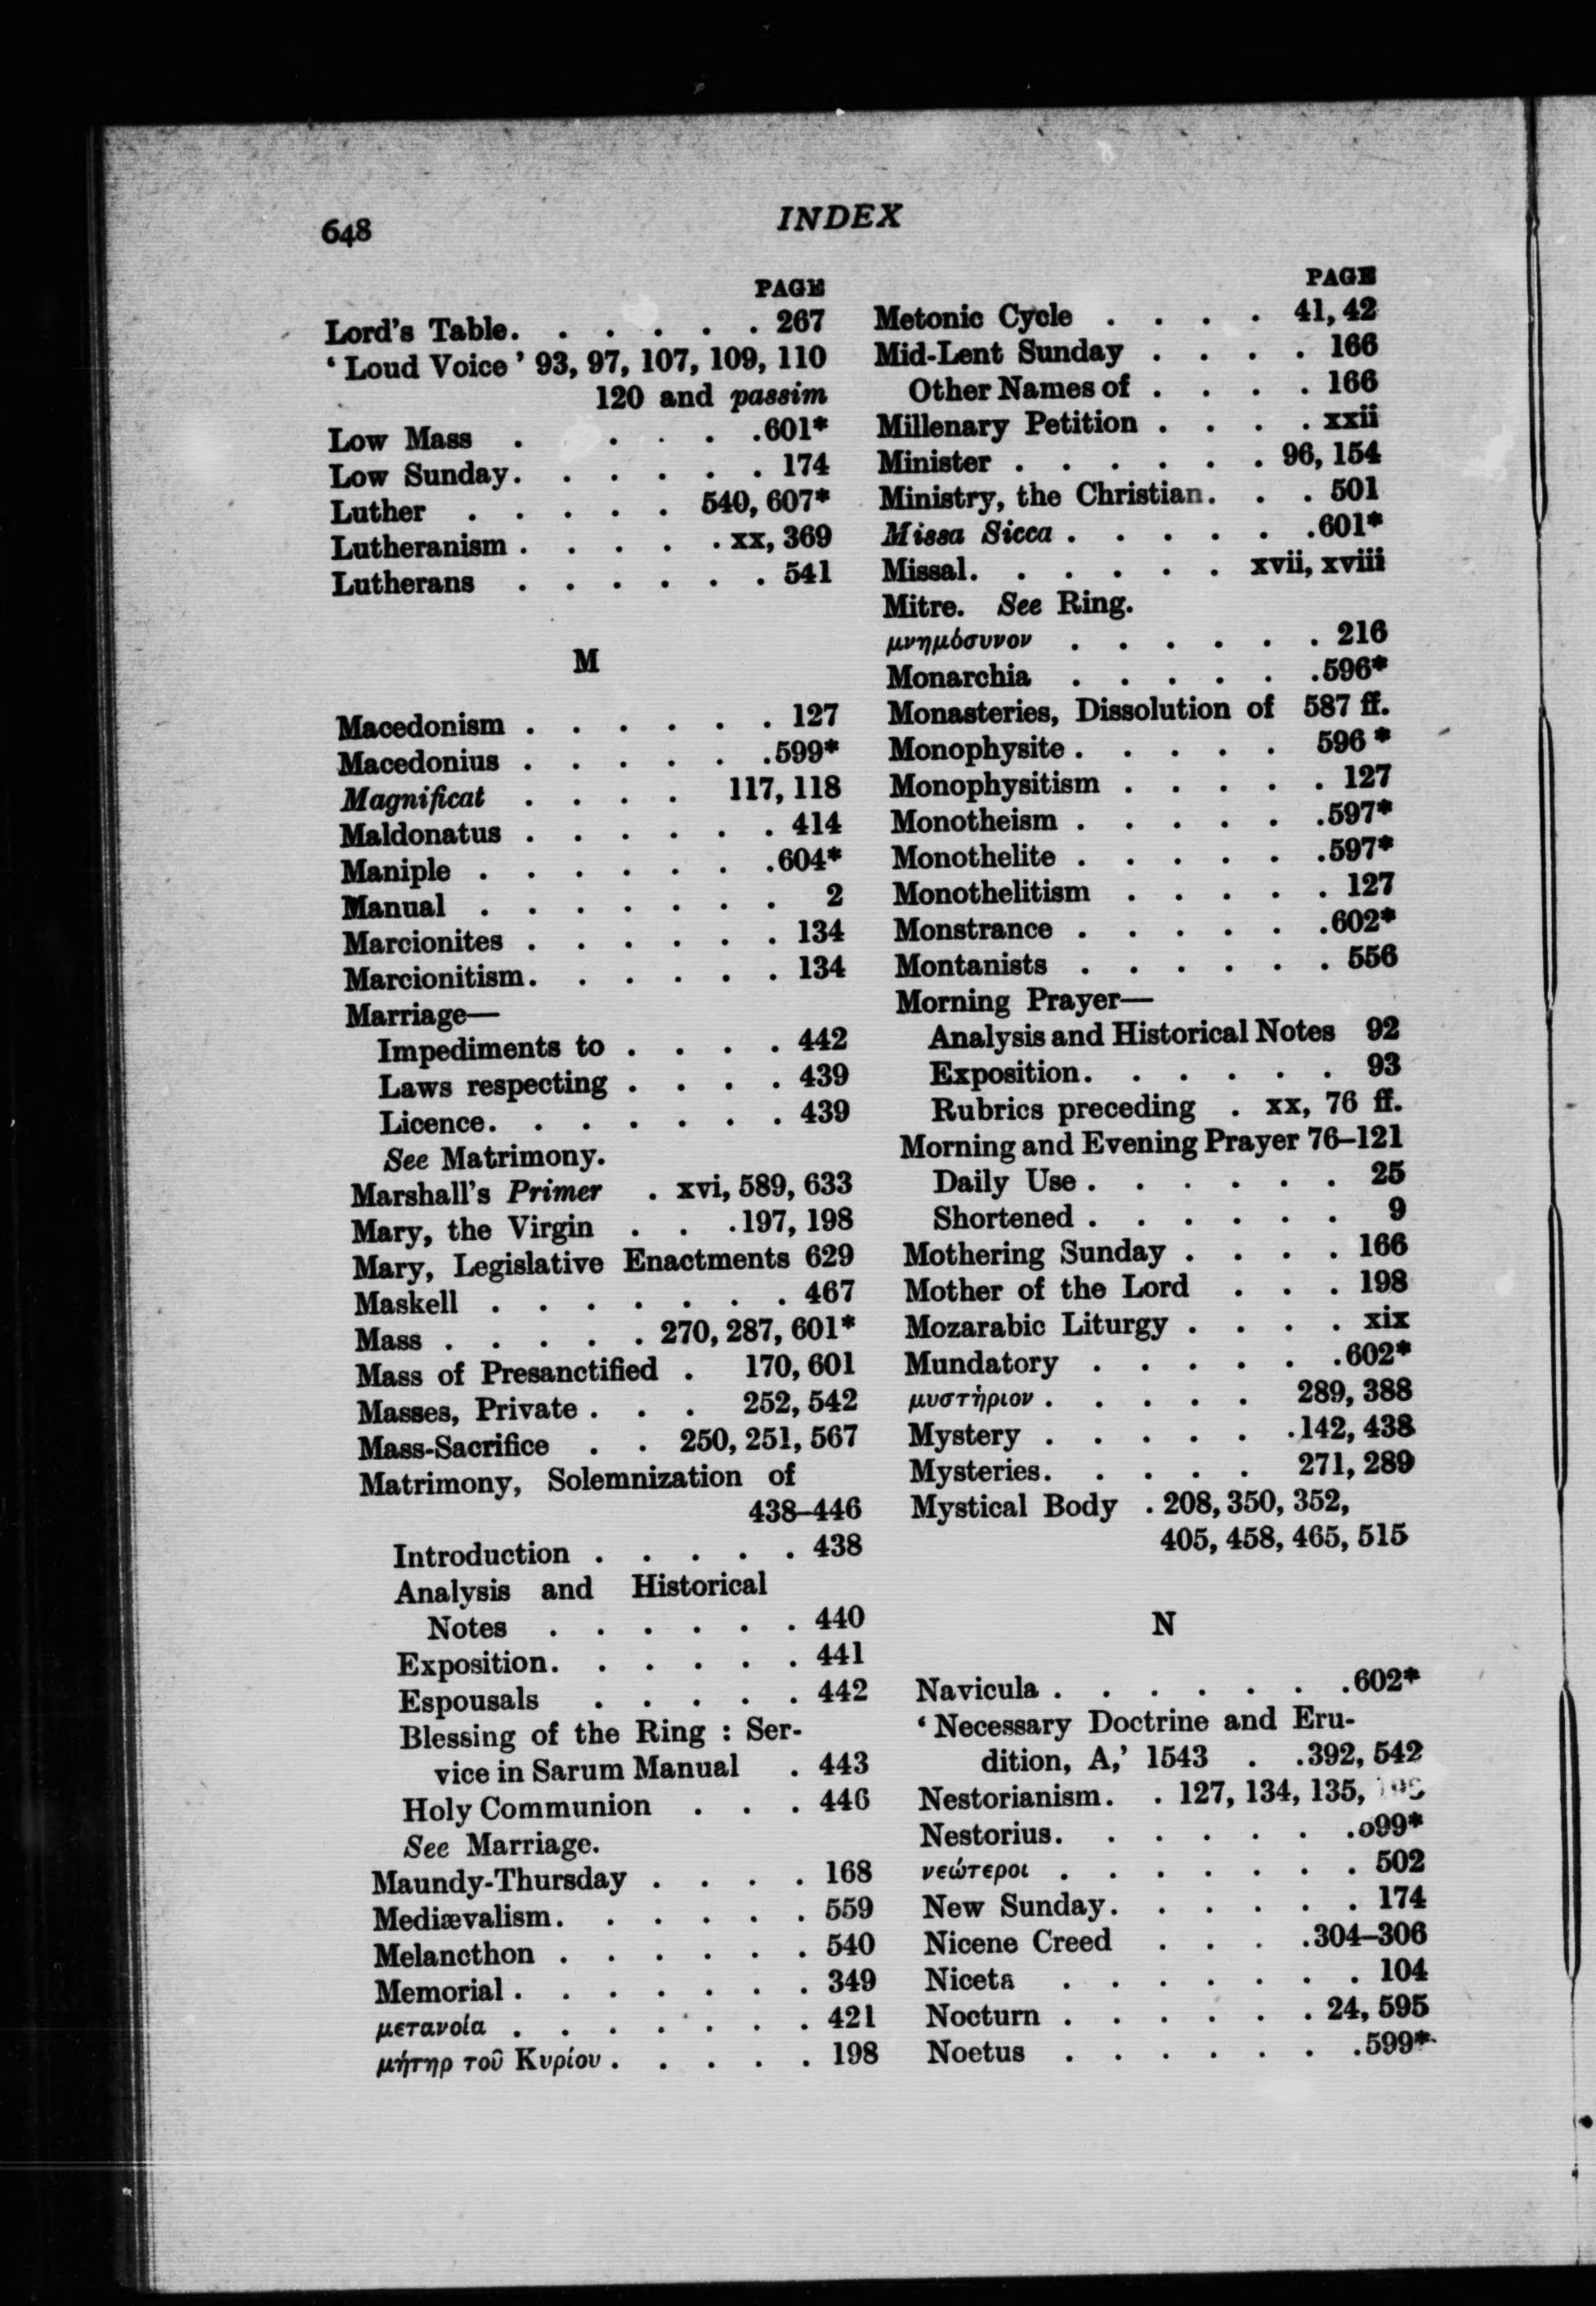 648
INDEX
PAGE
Lord's Table. . . . . . 267
‘ Loud Voice ’ 93, 97, 107, 109, 110
120 and passim
Low Mass . . . . . .601*
Low Sunday. . . . . . 174
Luther . . . . . 540, 607*
Lutheranism . . . . . xx, 369
Lutherans . . . . . . 541
M
Macedonism . . . . . . 127
Macedonius . . . . . .599*
Magnificat . . . . 117, 118
Maldonatus . . . . . . 414
Maniple . . . . . . .604*
Manual . . . . . . . 2
Marcionites . . . . . . 134
Marcionitism. . . . . . 134
Marriage—
Impediments to . . . . 442
Laws respecting . . . . 439
Licence. . . . . . . 439
See Matrimony.
Marshall's Primer . xvi, 589, 633
Mary, the Virgin . . .197, 198
Mary, Legislative Enactments 629
Maskell . . . . . . . 467
Mass . . . . . 270, 287, 601*
Mass of Presanctified . 170, 601
Masses, Private . . . 252, 542
Mass-Sacrifice . . 250, 251, 567
Matrimony, Solemnization of
438–446
Introduction . . . . . 438
Analysis and Historical
Notes . . . . . . 440
Exposition. . . . . . 441
Espousals . . . . . 442
Blessing of the Ring : Ser-
vice in Sarum Manual . 443
Holy Communion . . . 446
See Marriage.
Maundy-Thursday . . . . 168
Mediævalism. . . . . . 559
Melancthon . . . . . . 540
Memorial . . . . . . . 349
μετανοία . . . . . . . 421
μήτηρ τοῦ Κυρίου . . . . . 198
PAGE
Metonic Cycle . . . . 41, 42
Mid-Lent Sunday . . . . 166
Other Names of . . . . 166
Millenary Petition . . . . xxii
Minister . . . . . . 96, 154
Ministry, the Christian. . . 501
Missa Sicca . . . . . .601*
Missal. . . . . . xvii, xviii
Mitre. See Ring.
μνημόσυνον . . . . . . 216
Monarchia . . . . . .596*
Monasteries, Dissolution of 587 ff.
Monophysite . . . . . 596 *
Monophysitism . . . . . 127
Monotheism . . . . . .597*
Monothelite . . . . . .597*
Monothelitism . . . . . 127
Monstrance . . . . . .602*
Montanists . . . . . . 556
Morning Prayer—
Analysis and Historical Notes 92
Exposition. . . . . . 93
Rubrics preceding . xx, 76 ff.
Morning and Evening Prayer 76–121
Daily Use . . . . . . 25
Shortened . . . . . . 9
Mothering Sunday . . . . 166
Mother of the Lord . . . 198
Mozarabic Liturgy . . . . xix
Mundatory . . . . . .602*
μυστήριον . . . . . 289, 388
Mystery . . . . . .142, 438
Mysteries. . . . . 271, 289
Mystical Body . 208, 350, 352,
405, 458, 465, 515
N
Navicula . . . . . . .602*
‘ Necessary Doctrine and Eru-
dition, A,’ 1543 . .392, 542
Nestorianism. . 127, 134, 135,
Nestorius. . . . . . .o99*
νεώτεροι . . . . . . . 502
New Sunday. . . . . . 174
Nicene Creed . . . .304–306
Niceta . . . . . . . 104
Nocturn . . . . . . 24, 595
Noetus . . . . . . .599*